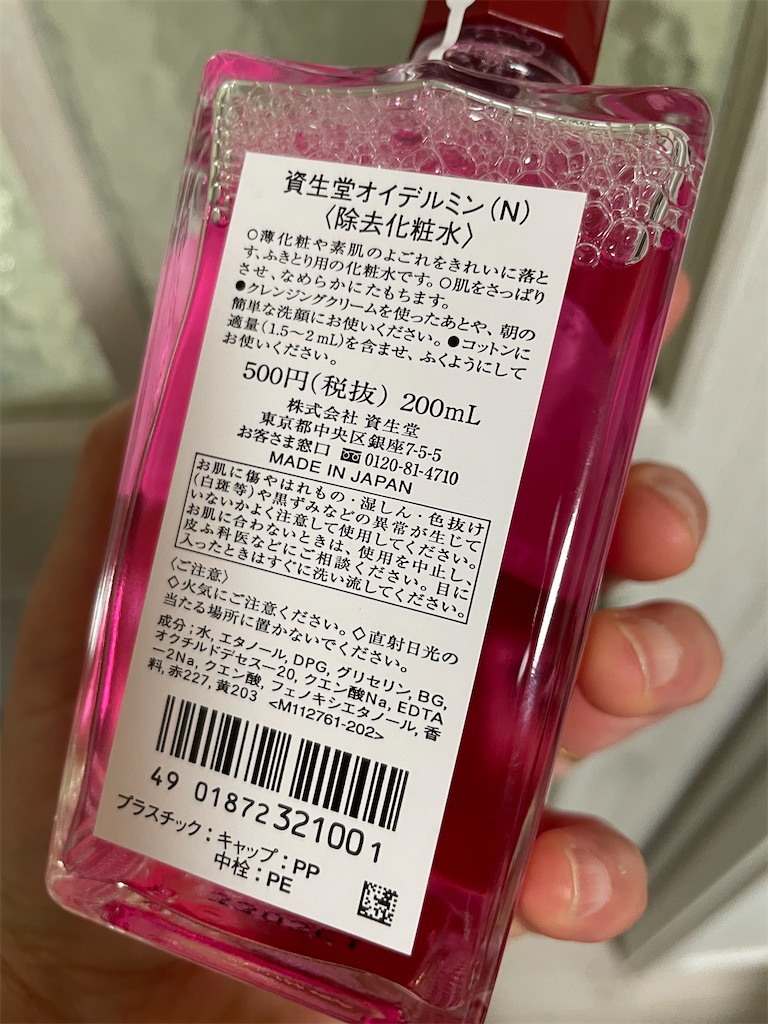 資生堂オイデルミン(N)
〈除去化粧水〉
○薄化粧や素肌のよごれをきれいに落と
す、ふきとり用の化粧水です。○肌をさっぱり
させ、なめらかにたもちます。
●クレンジングクリームを使ったあとや、朝の
簡単な洗顔にお使いください。●コットンに
適量(1.5～2mL)を含ませ、ふくようにして
お使いください。
500円(税抜) 200mL
株式会社 資生堂
東京都中央区銀座7-5-5
お客さま窓口 0120-81-4710
MADE IN JAPAN
お肌に傷やはれもの・湿しん・色抜け
(白斑等)や黒ずみなどの異常が生じて
いないかよく注意して使用してください。
お肌に合わないときは、使用を中止し、
皮ふ科医などにご相談ください。目に
入ったときはすぐに洗い流してください。
〈ご注意〉
◇火気にご注意ください。◇直射日光の
当たる場所に置かないでください。
成分;水, エタノール, DPG, グリセリン, BG,
オクチルドデセス－20, クエン酸Na, EDTA
－2Na, クエン酸, フェノキシエタノール, 香
料, 赤227, 黄203 <M112761-202>
49 01872321001
プラスチック:キャップ:PP
中栓:PE